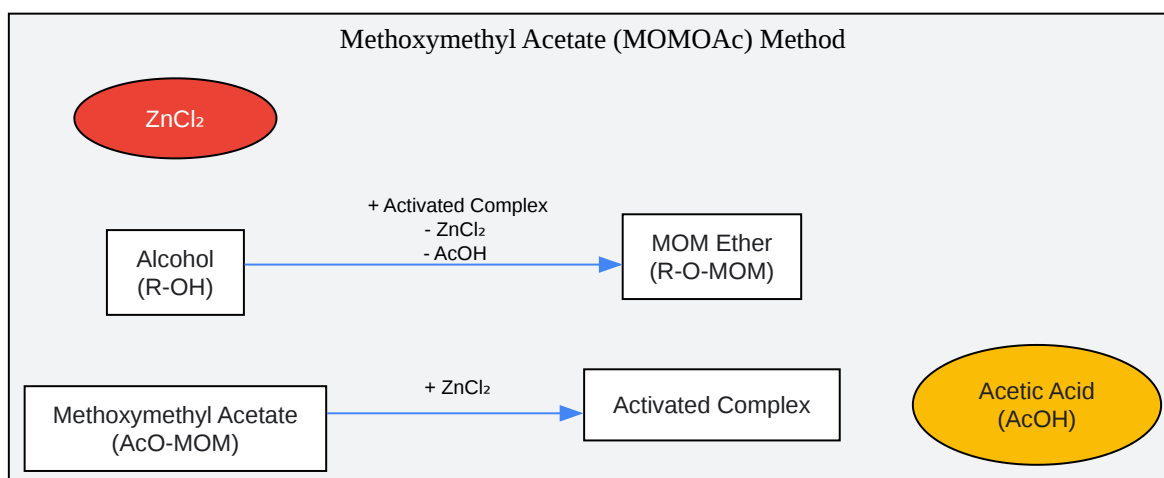 Methoxymethyl Acetate (MOMOAc) Method
ZnCl₂
+ Activated Complex
- ZnCl₂
- AcOH
Alcohol
(R-OH)
MOM Ether
(R-O-MOM)
+ ZnCl₂
Methoxymethyl Acetate
(AcO-MOM)
Activated Complex
Acetic Acid
(AcOH)